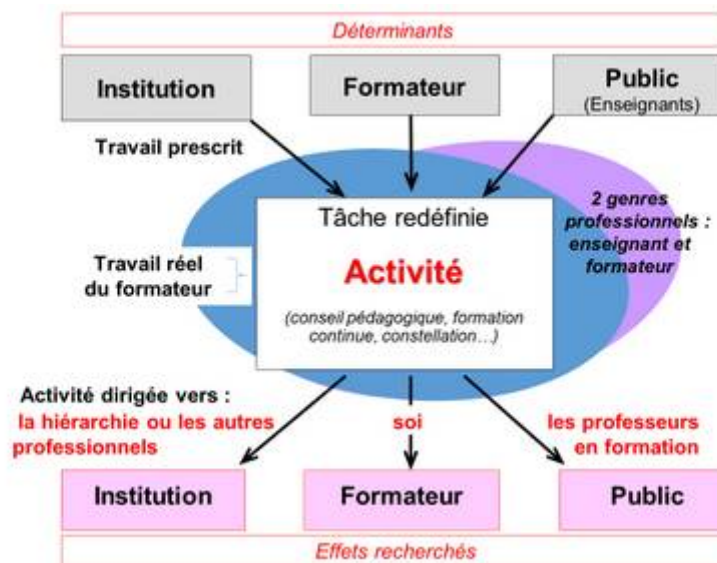 Déterminants
Institution
Formateur
Public
(Enseignants)
Travail prescrit
Tâche redéfinie
2 genres
professionnels :
enseignant et
formateur
Travail réel
du formateur
Activité
(conseil pédagogique, formation
continue, constellation…)
Activité dirigée vers :
la hiérarchie ou les autres
professionnels
soi
les professeurs
en formation
Institution
Formateur
Public
Effets recherchés